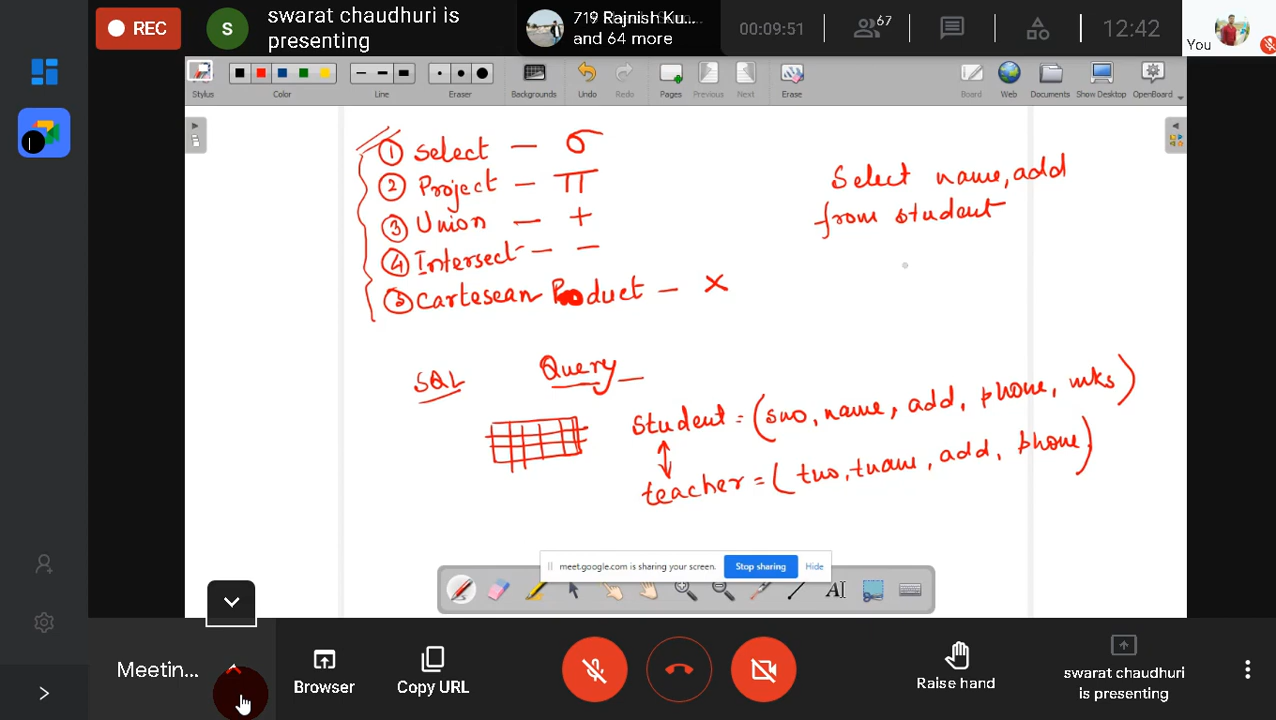 REC
S
swarat chaudhuri is
presenting
719 Rajnish Ku...
and 64 more
00:09:51
67
12:42
You
Stylus
Color
Line
Eraser
Backgrounds
Undo
Redo
Pages
Previous
Next
Erase
Board
Web
Documents
Show Desktop
OpenBoard
① Select — σ
② Project — π
③ Union — +
④ Intersect — −
⑤ Cartesean Product — ×
Select name, add
from student
SQL
Query
student = (sno, name, add, phone, mks)
teacher = (tno, tname, add, phone)
meet.google.com is sharing your screen.
Stop sharing
Hide
AI
Meetin...
Browser
Copy URL
Raise hand
swarat chaudhuri
is presenting